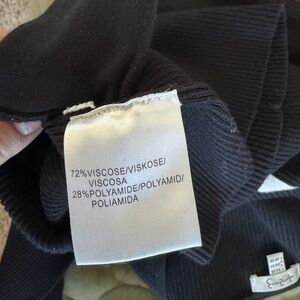 72%VISCOSE/VISKOSE/
VISCOSA
28%POLYAMIDE/POLYAMID/
POLIAMIDA